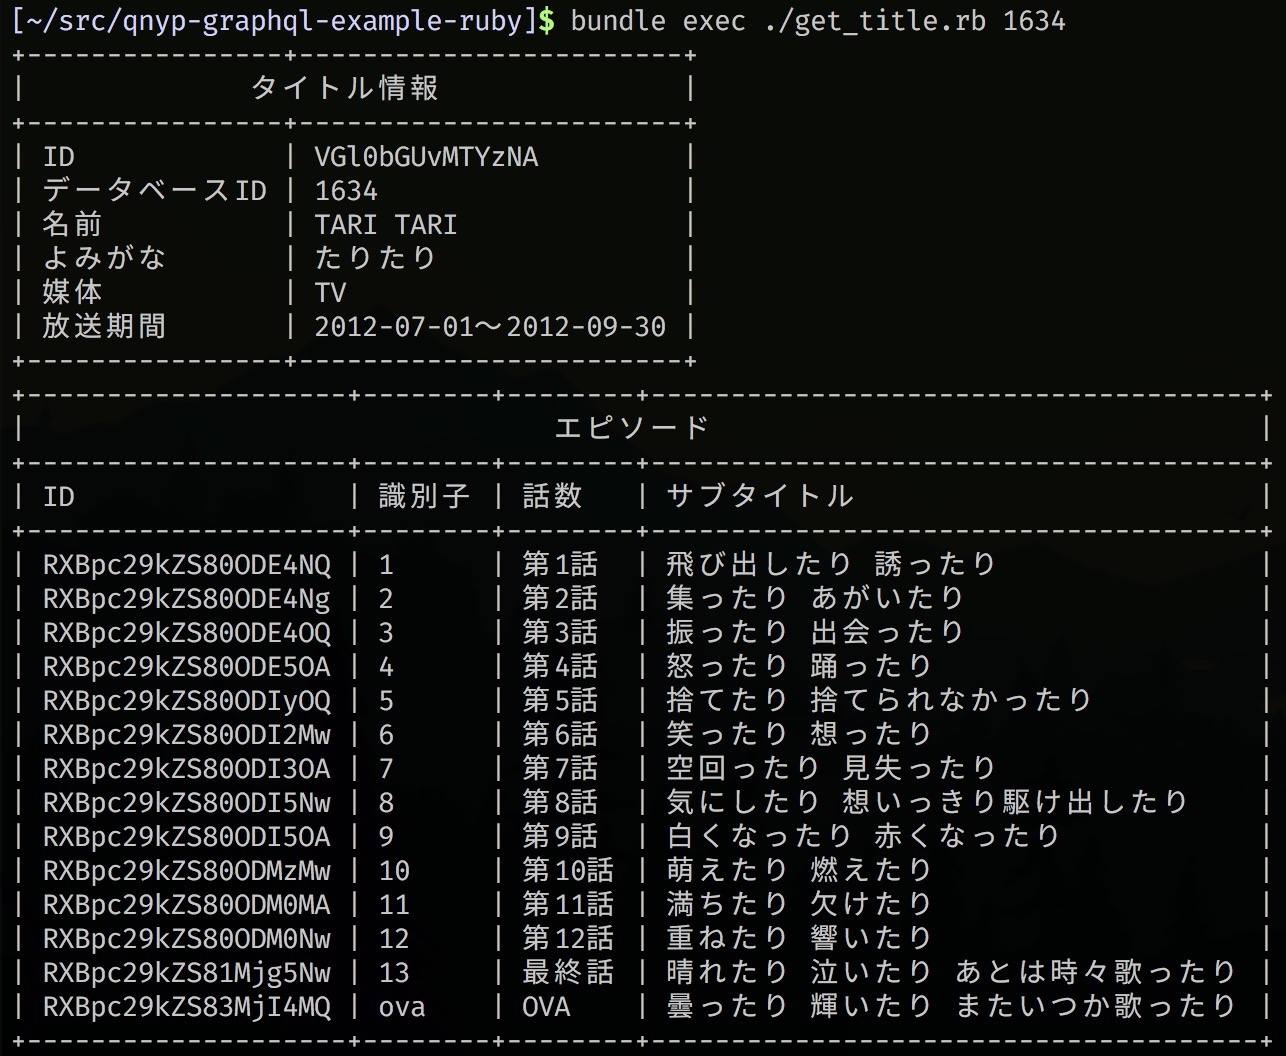 [~/src/qnyp-graphql-example-ruby]$ bundle exec ./get_title.rb 1634
+----------------+------------------------+
| タイトル情報 |
+----------------+------------------------+
| ID | VGl0bGUvMTYzNA |
| データベースID | 1634 |
| 名前 | TARI TARI |
| よみがな | たりたり |
| 媒体 | TV |
| 放送期間 | 2012-07-01〜2012-09-30 |
+----------------+------------------------+
+--------------------+--------+--------+--------------------------------------+
| エピソード |
+--------------------+--------+--------+--------------------------------------+
| ID | 識別子 | 話数 | サブタイトル |
+--------------------+--------+--------+--------------------------------------+
| RXBpc29kZS80ODE4NQ | 1 | 第1話 | 飛び出したり 誘ったり |
| RXBpc29kZS80ODE4Ng | 2 | 第2話 | 集ったり あがいたり |
| RXBpc29kZS80ODE4OQ | 3 | 第3話 | 振ったり 出会ったり |
| RXBpc29kZS80ODE5OA | 4 | 第4話 | 怒ったり 踊ったり |
| RXBpc29kZS80ODIyOQ | 5 | 第5話 | 捨てたり 捨てられなかったり |
| RXBpc29kZS80ODI2Mw | 6 | 第6話 | 笑ったり 想ったり |
| RXBpc29kZS80ODI3OA | 7 | 第7話 | 空回ったり 見失ったり |
| RXBpc29kZS80ODI5Nw | 8 | 第8話 | 気にしたり 想いっきり駆け出したり |
| RXBpc29kZS80ODI5OA | 9 | 第9話 | 白くなったり 赤くなったり |
| RXBpc29kZS80ODMzMw | 10 | 第10話 | 萌えたり 燃えたり |
| RXBpc29kZS80ODM0MA | 11 | 第11話 | 満ちたり 欠けたり |
| RXBpc29kZS80ODM0Nw | 12 | 第12話 | 重ねたり 響いたり |
| RXBpc29kZS81Mjg5Nw | 13 | 最終話 | 晴れたり 泣いたり あとは時々歌ったり |
| RXBpc29kZS83MjI4MQ | ova | OVA | 曇ったり 輝いたり またいつか歌ったり |
+--------------------+--------+--------+--------------------------------------+